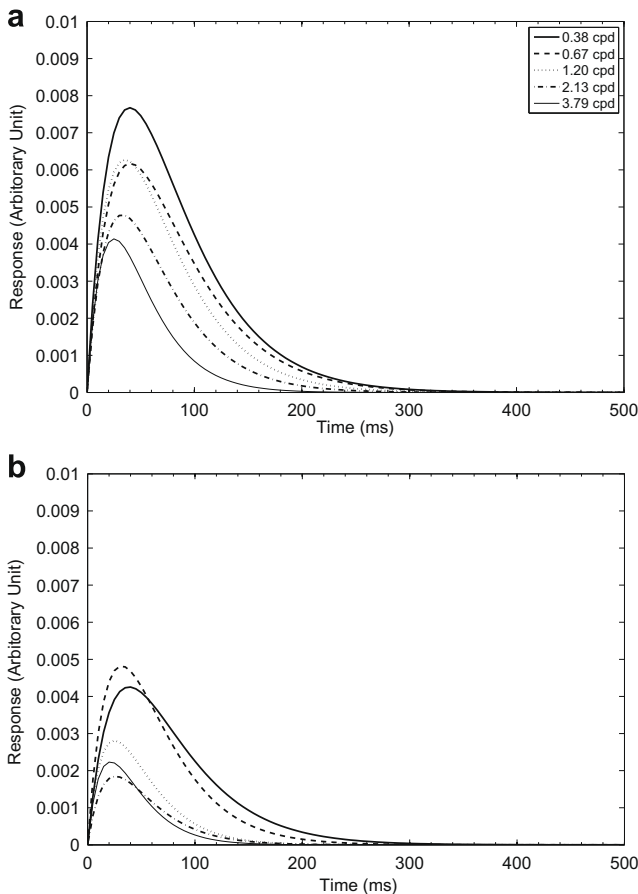 a
0.01
0.009
0.008
0.007
0.006
0.005
0.004
0.003
0.002
0.001
0
Response (Arbitorary Unit)
0.38 cpd
0.67 cpd
1.20 cpd
2.13 cpd
3.79 cpd
0 100 200 300 400 500
Time (ms)
b
0.01
0.009
0.008
0.007
0.006
0.005
0.004
0.003
0.002
0.001
0
Response (Arbitorary Unit)
0 100 200 300 400 500
Time (ms)